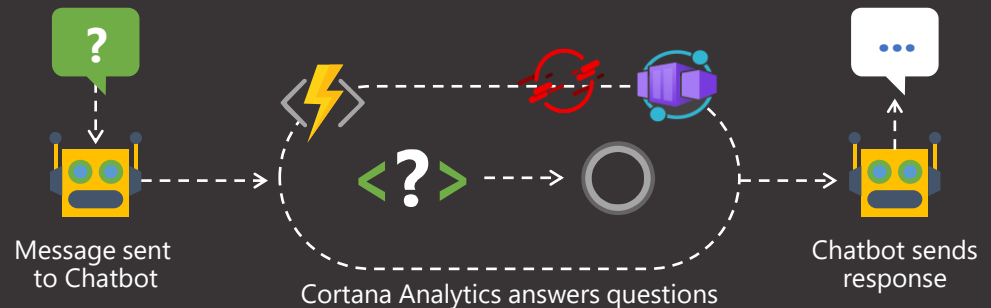 ?
...
<?>
Message sent
to Chatbot
Cortana Analytics answers questions
Chatbot sends
response